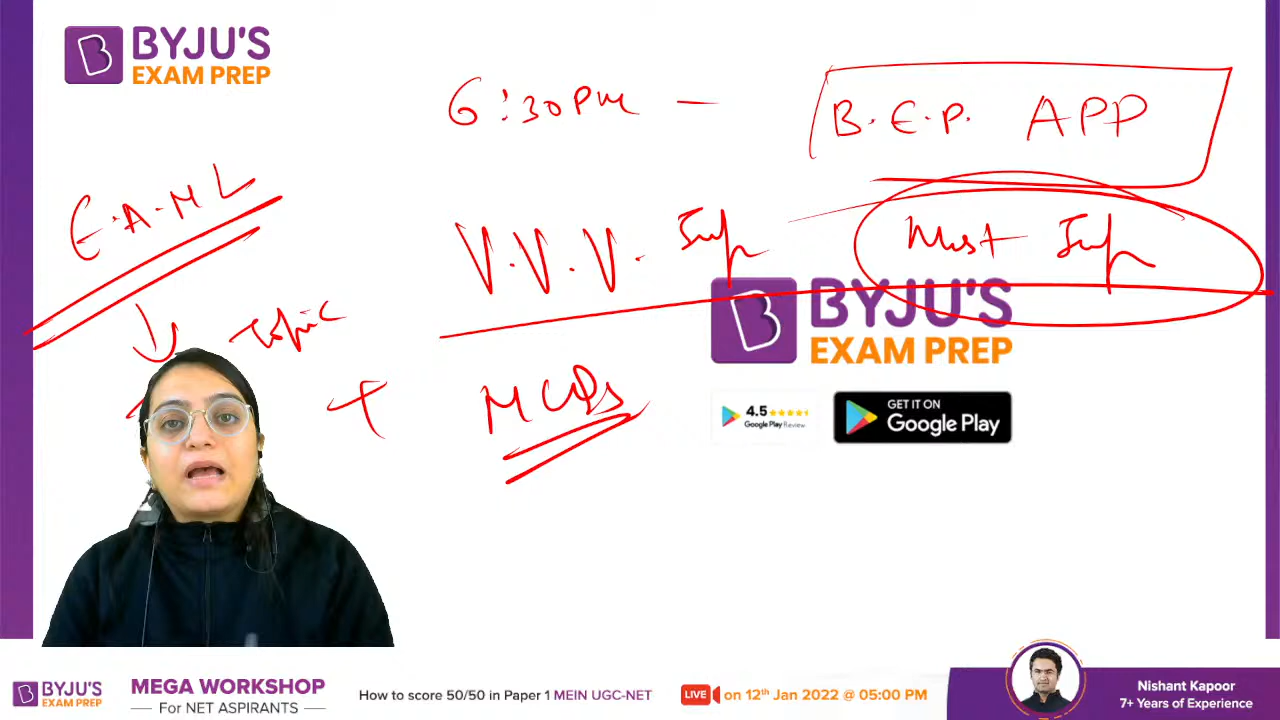 BYJU'S
EXAM PREP
6:30PM —
B.E.P. APP
E.A.M L
V.V.V. Imp
Most Imp
Topic
+ MCQs
BYJU'S
EXAM PREP
4.5
Google Play Review
GET IT ON
Google Play
BYJU'S
EXAM PREP
MEGA WORKSHOP
For NET ASPIRANTS
How to score 50/50 in Paper 1 MEIN UGC-NET
LIVE on 12th Jan 2022 @ 05:00 PM
Nishant Kapoor
7+ Years of Experience